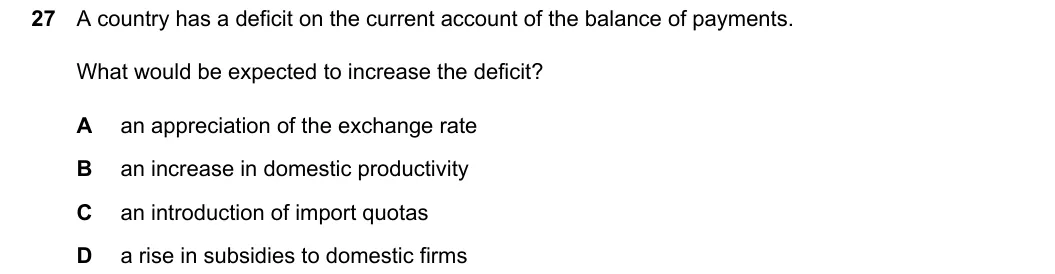 27 A country has a deficit on the current account of the balance of payments.
What would be expected to increase the deficit?
A an appreciation of the exchange rate
B an increase in domestic productivity
C an introduction of import quotas
D a rise in subsidies to domestic firms